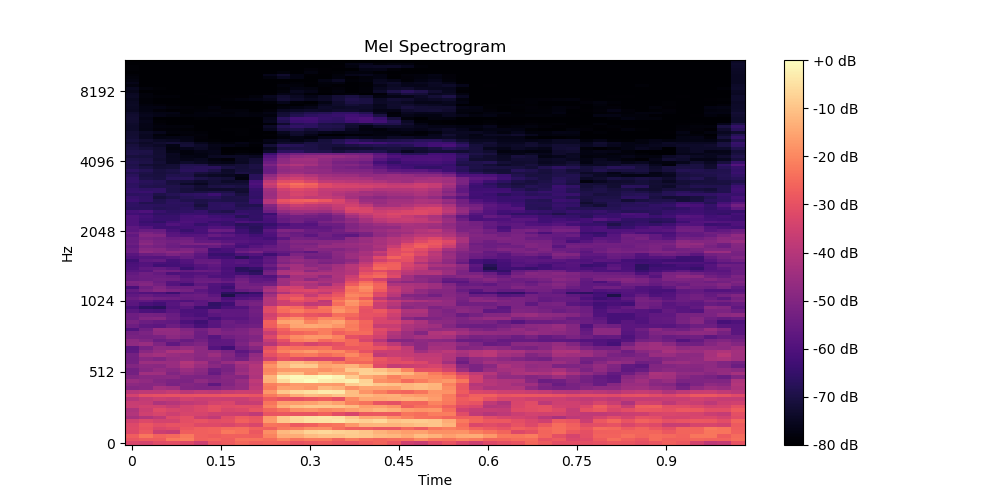 Mel Spectrogram
Hz
8192
4096
2048
1024
512
0
0 0.15 0.3 0.45 0.6 0.75 0.9
Time
+0 dB
-10 dB
-20 dB
-30 dB
-40 dB
-50 dB
-60 dB
-70 dB
-80 dB